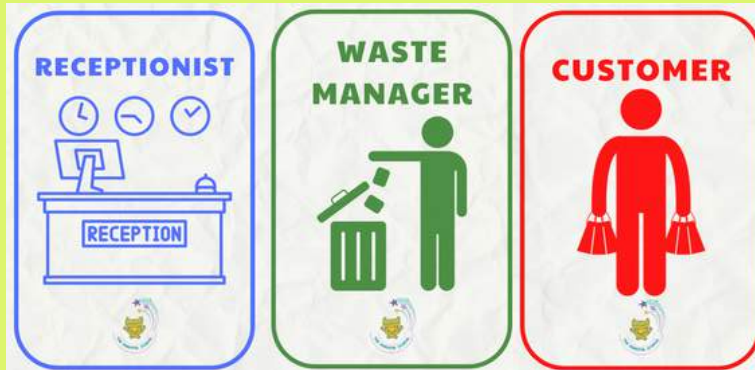 RECEPTIONIST
RECEPTION
WASTE
MANAGER
CUSTOMER